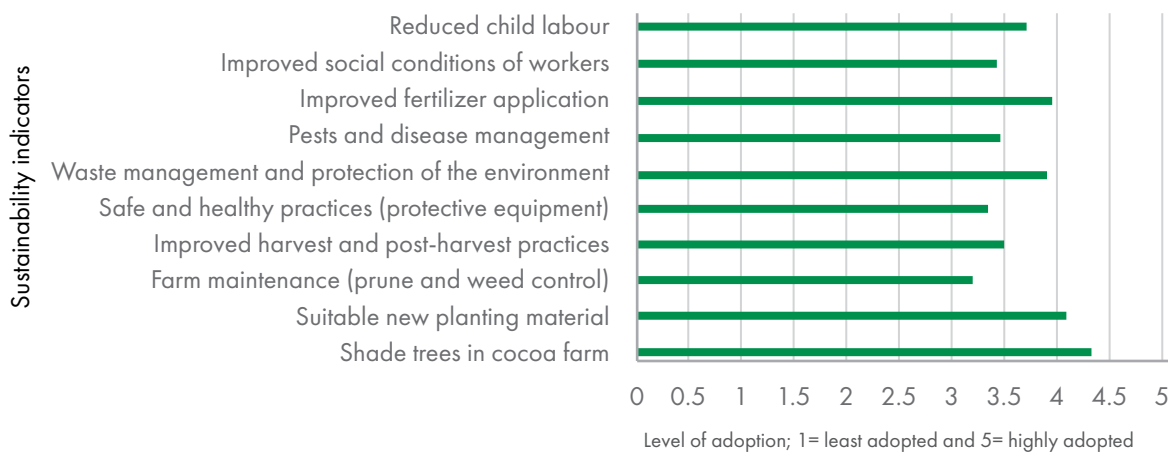 Sustainability indicators
Reduced child labour
Improved social conditions of workers
Improved fertilizer application
Pests and disease management
Waste management and protection of the environment
Safe and healthy practices (protective equipment)
Improved harvest and post-harvest practices
Farm maintenance (prune and weed control)
Suitable new planting material
Shade trees in cocoa farm
0 0.5 1 1.5 2 2.5 3 3.5 4 4.5 5
Level of adoption; 1= least adopted and 5= highly adopted